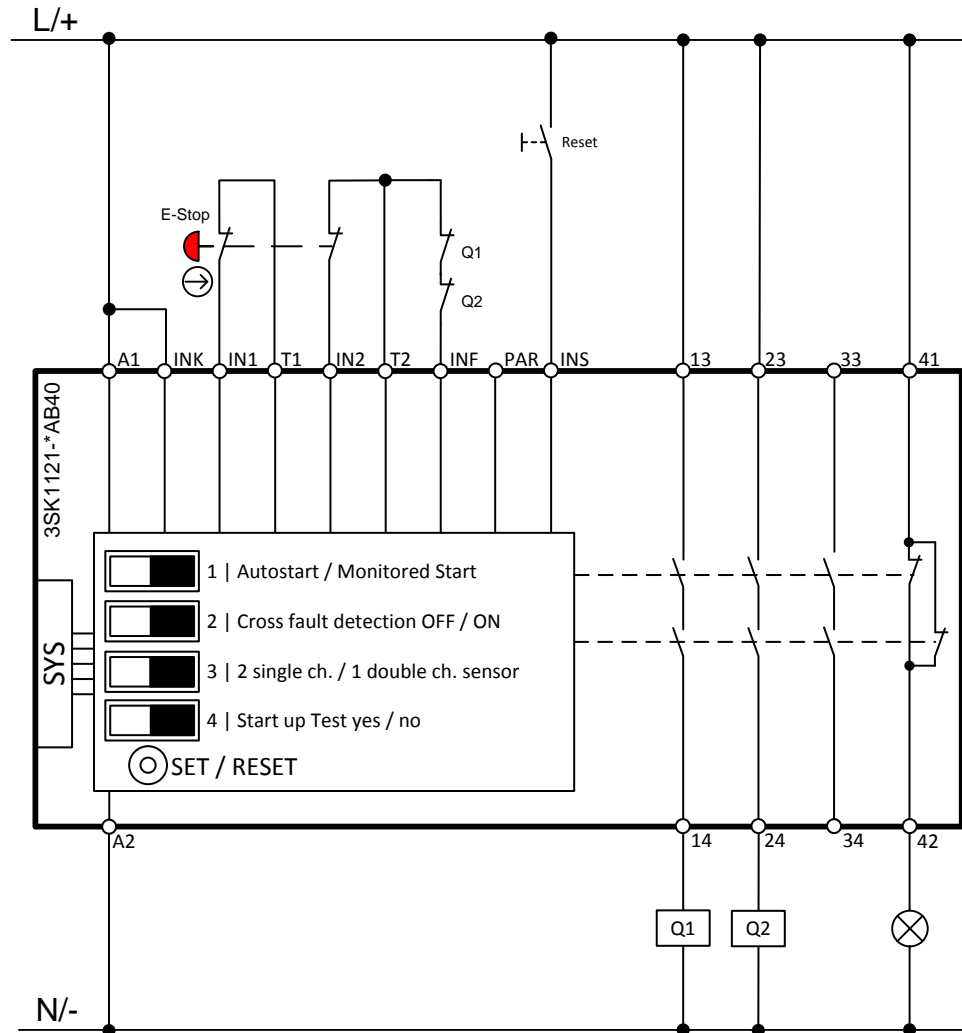 L/+
Reset
E-Stop
Q1
Q2
A1 INK IN1 T1 IN2 T2 INF PAR INS 13 23 33 41
3SK1121-*AB40
1 | Autostart / Monitored Start
2 | Cross fault detection OFF / ON
3 | 2 single ch. / 1 double ch. sensor
4 | Start up Test yes / no
SYS
SET / RESET
A2 14 24 34 42
Q1 Q2
N/-